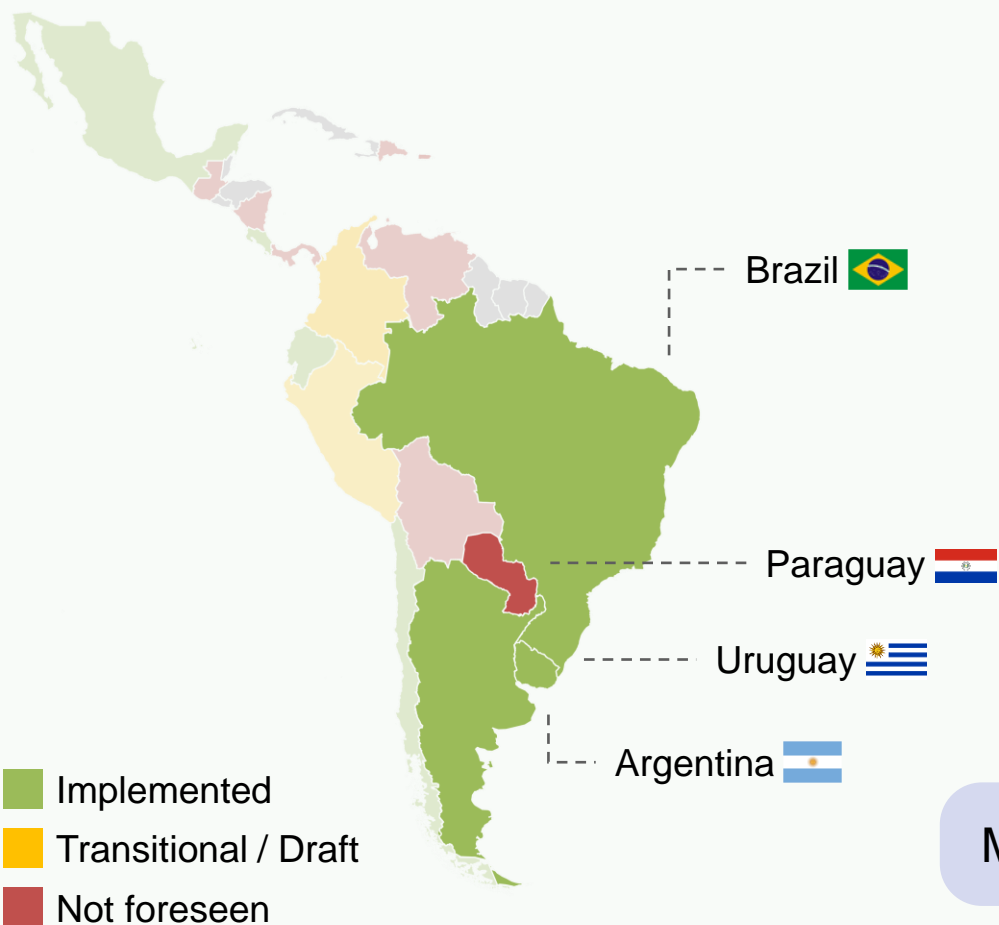 Brazil
Paraguay
Uruguay
Argentina
Implemented
Transitional / Draft
Not foreseen
M